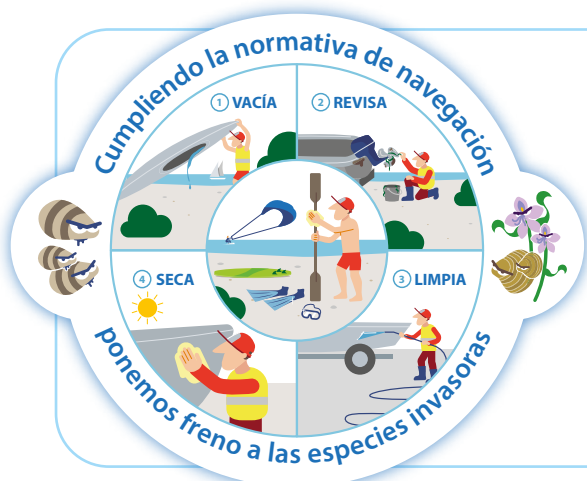 Cumpliendo la normativa de navegación
1 VACÍA
2 REVISA
4 SECA
3 LIMPIA
ponemos freno a las especies invasoras